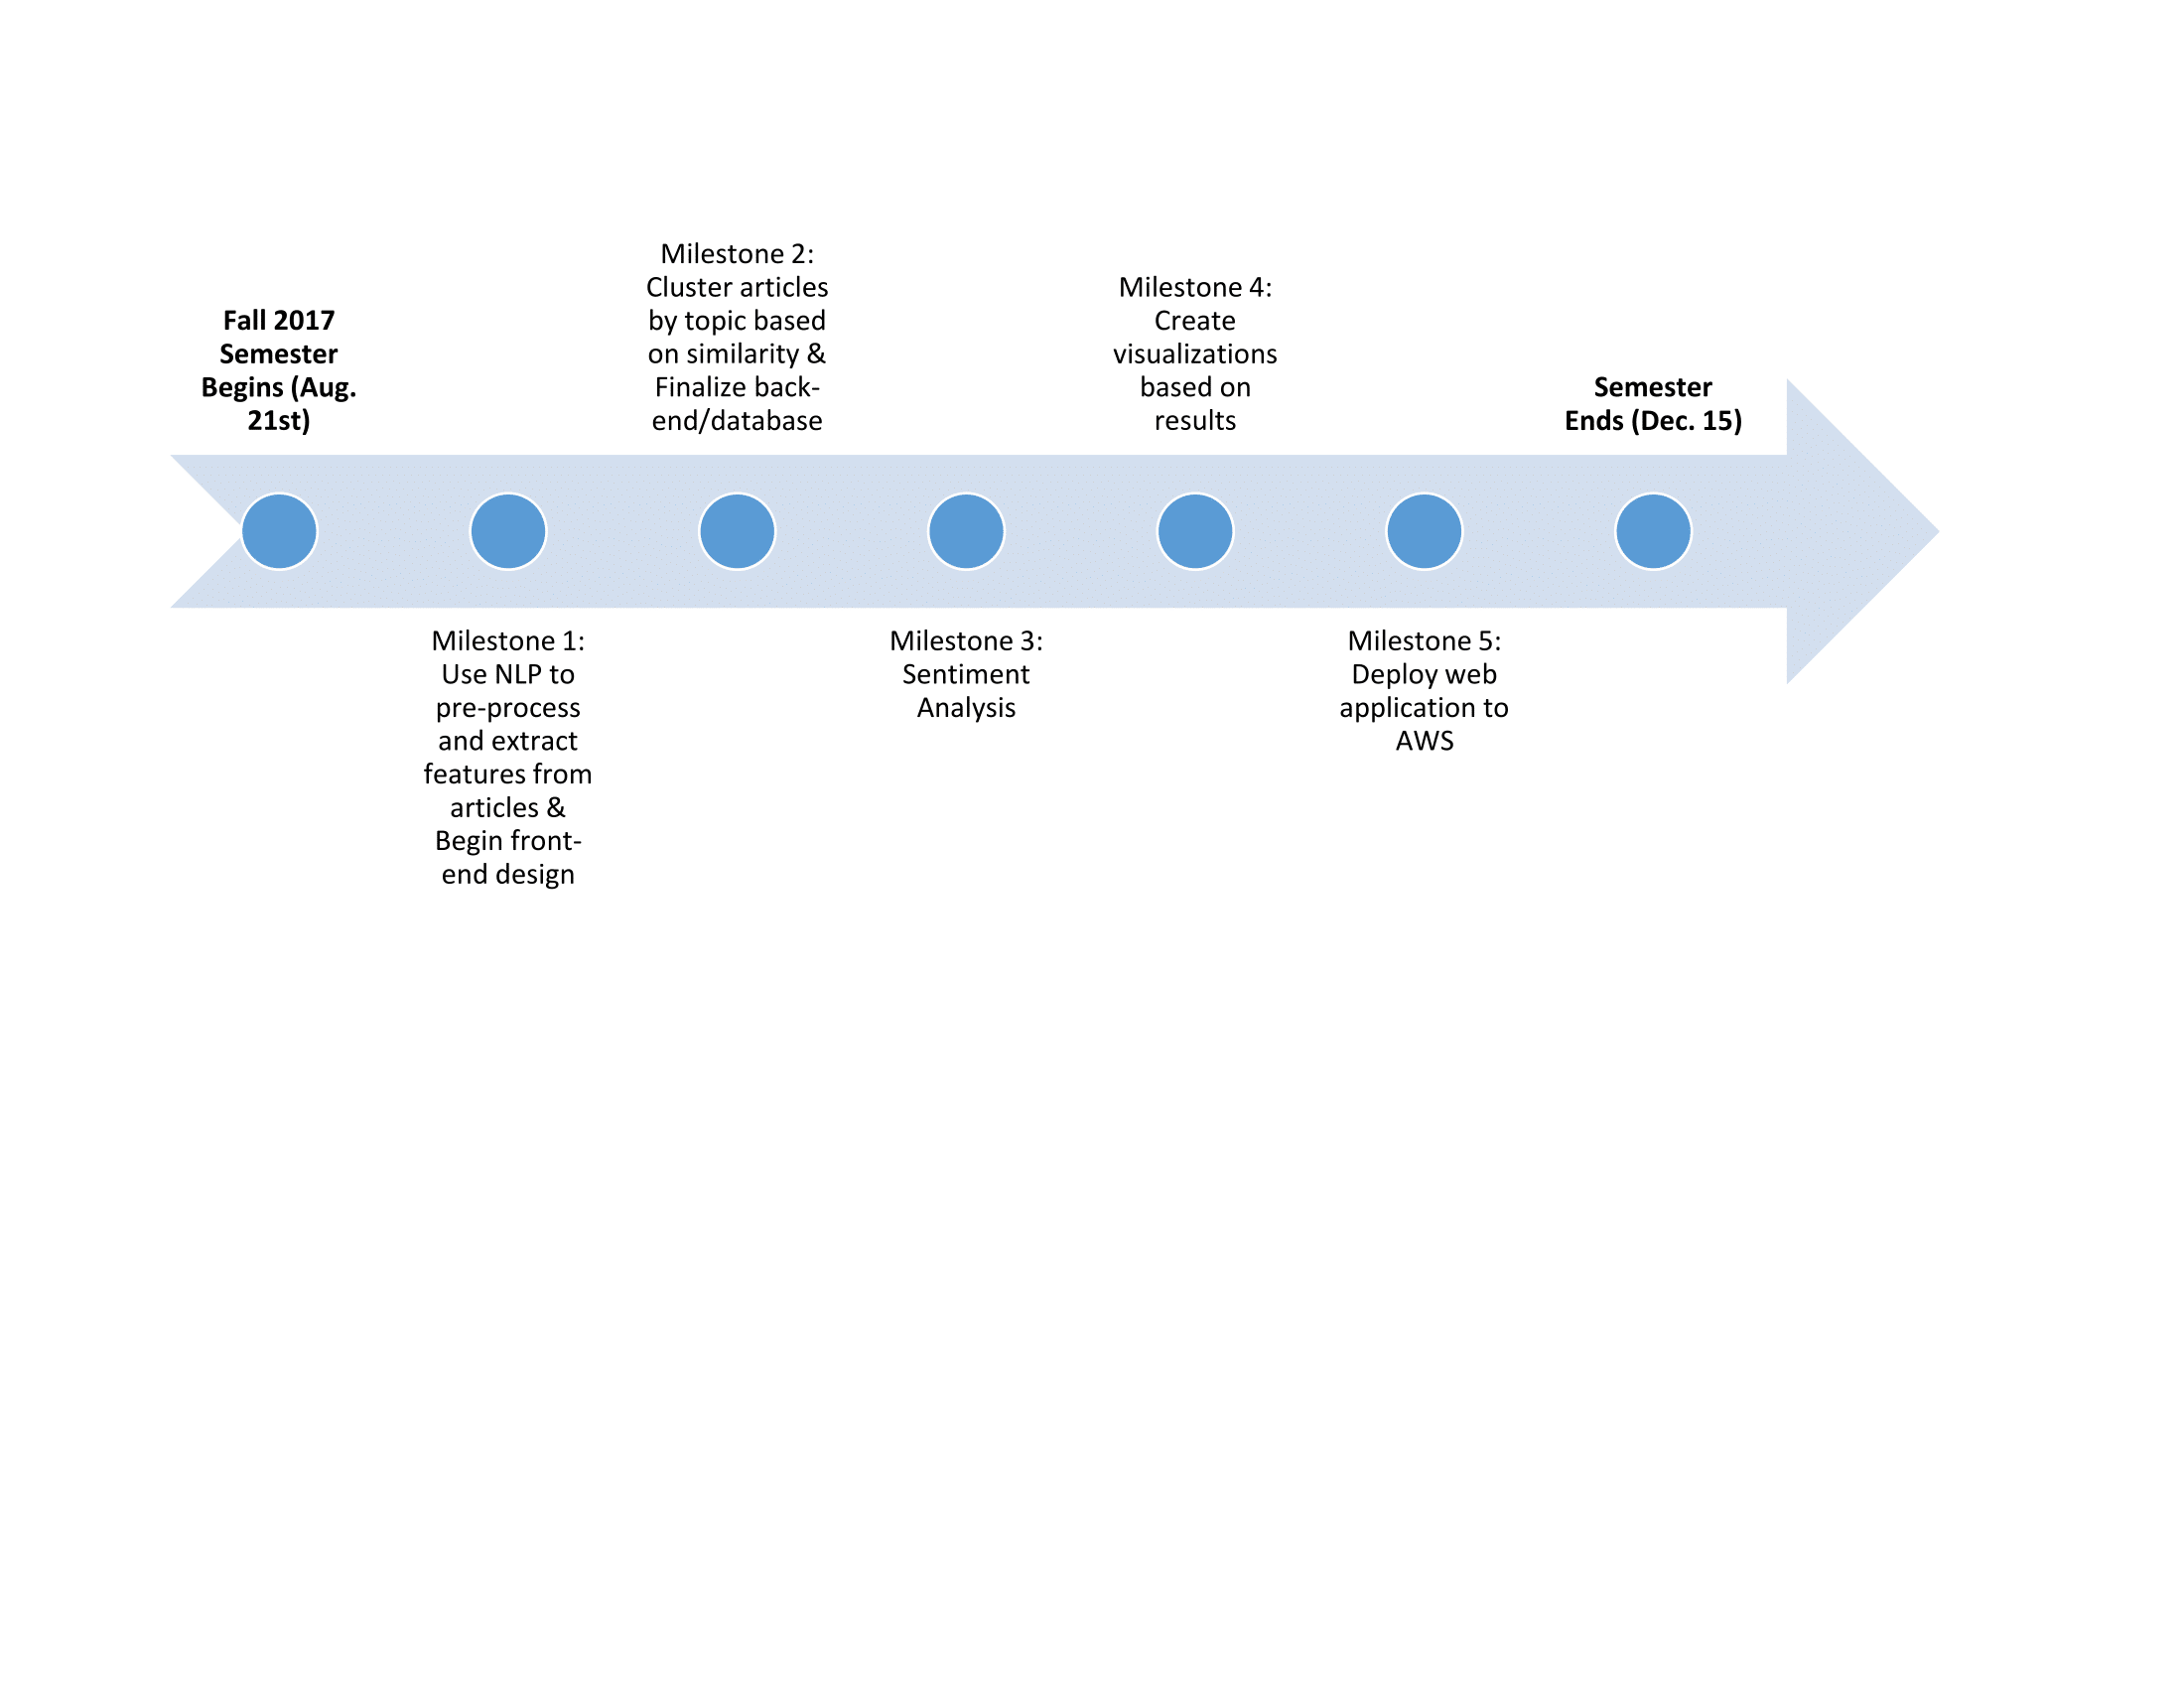 Fall 2017
Semester
Begins (Aug.
21st)
Milestone 1:
Use NLP to
pre-process
and extract
features from
articles &
Begin front-
end design
Milestone 2:
Cluster articles
by topic based
on similarity &
Finalize back-
end/database
Milestone 3:
Sentiment
Analysis
Milestone 4:
Create
visualizations
based on
results
Milestone 5:
Deploy web
application to
AWS
Semester
Ends (Dec. 15)